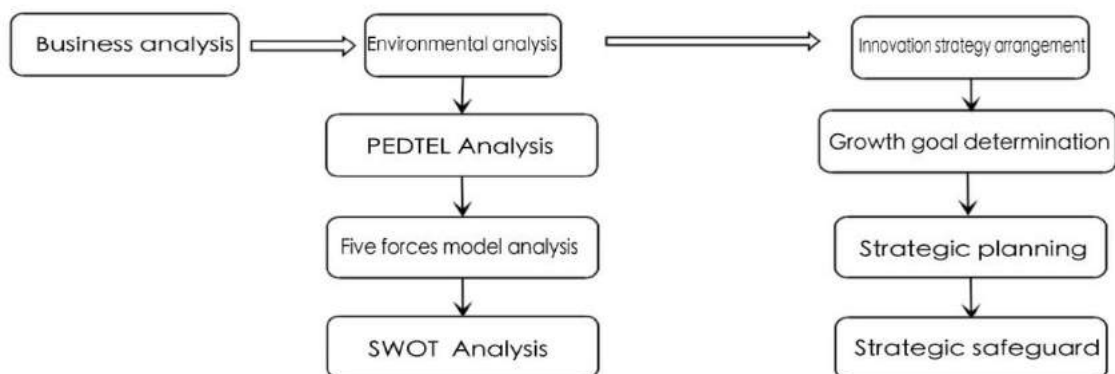 Business analysis
Environmental analysis
Innovation strategy arrangement
PEDTEL Analysis
Growth goal determination
Five forces model analysis
Strategic planning
SWOT Analysis
Strategic safeguard